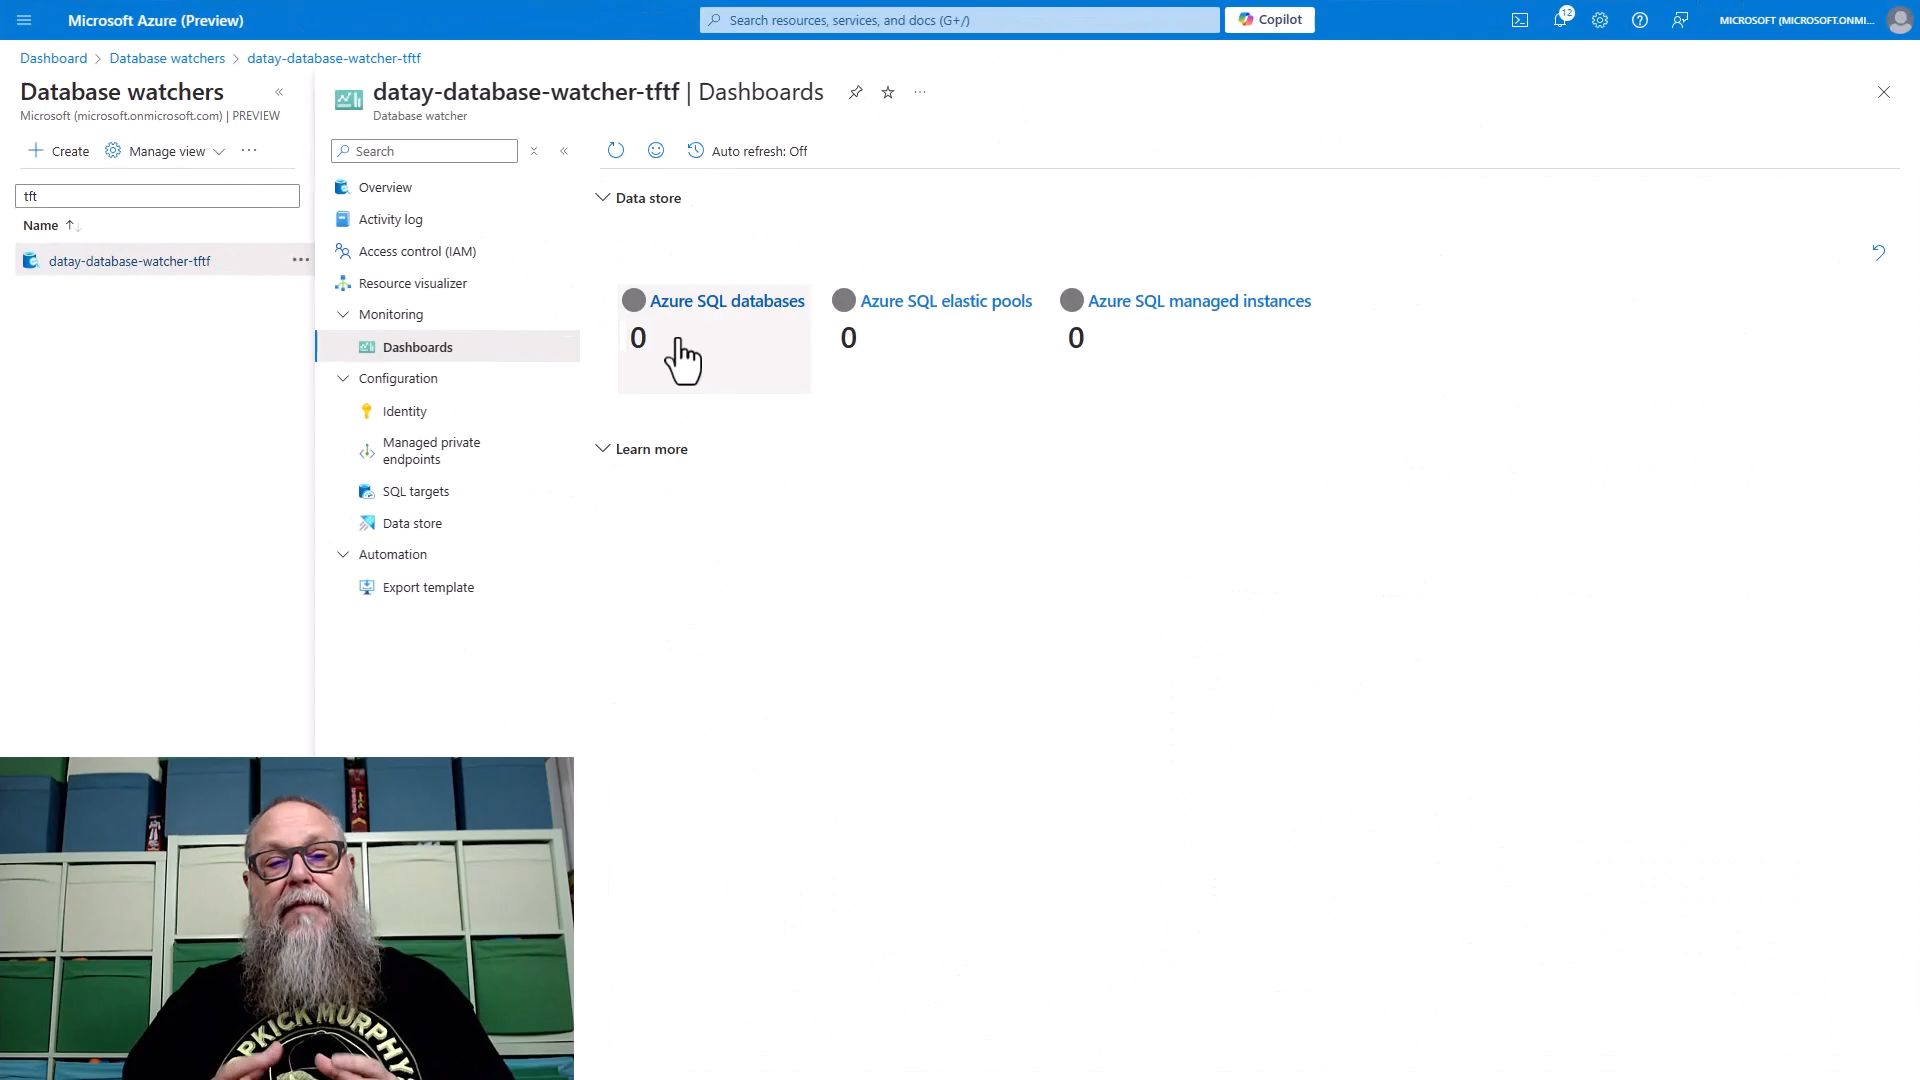 Microsoft Azure (Preview)
Search resources, services, and docs (G+/)
Copilot
12
MICROSOFT (MICROSOFT.ONMI...
Dashboard > Database watchers > datay-database-watcher-tftf
Database watchers
Microsoft (microsoft.onmicrosoft.com) | PREVIEW
Create
Manage view
tft
Name
datay-database-watcher-tftf
datay-database-watcher-tftf | Dashboards
Database watcher
Search
Overview
Activity log
Access control (IAM)
Resource visualizer
Monitoring
Dashboards
Configuration
Identity
Managed private
endpoints
SQL targets
Data store
Automation
Export template
Auto refresh: Off
Data store
Azure SQL databases
0
Azure SQL elastic pools
0
Azure SQL managed instances
0
Learn more
PKICK MURPHY